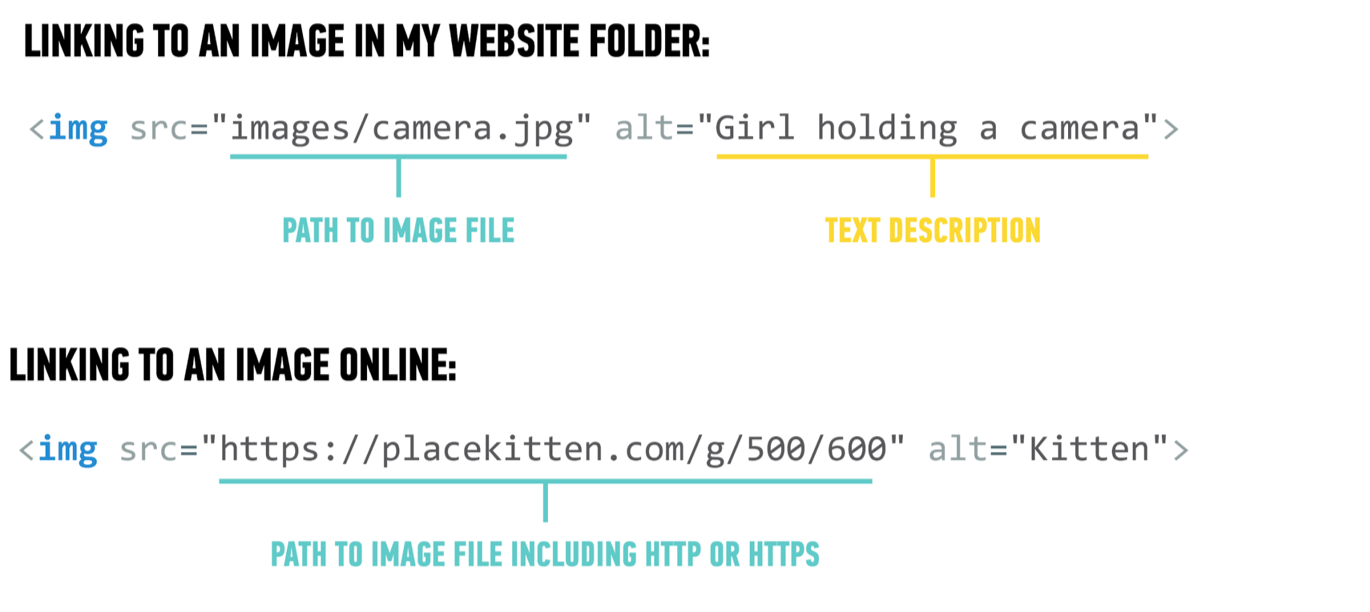 LINKING TO AN IMAGE IN MY WEBSITE FOLDER:
<img src="images/camera.jpg" alt="Girl holding a camera">
PATH TO IMAGE FILE
TEXT DESCRIPTION
LINKING TO AN IMAGE ONLINE:
<img src="https://placekitten.com/g/500/600" alt="Kitten">
PATH TO IMAGE FILE INCLUDING HTTP OR HTTPS